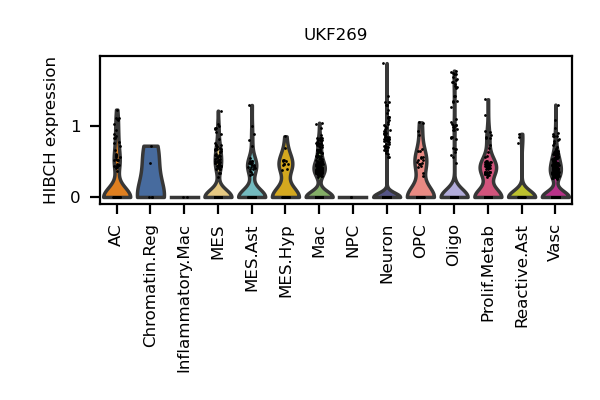 UKF269
HIBCH expression
1
0
AC
Chromatin.Reg
Inflammatory.Mac
MES
MES.Ast
MES.Hyp
Mac
NPC
Neuron
OPC
Oligo
Prolif.Metab
Reactive.Ast
Vasc